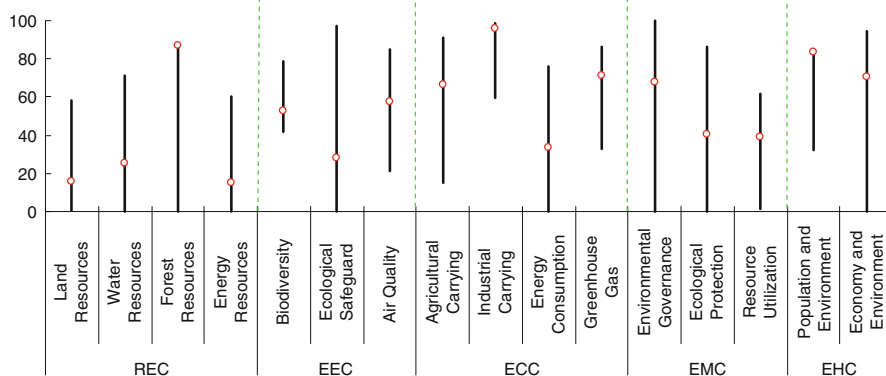 100
80
60
40
20
0
Land
Resources
Water
Resources
Forest
Resources
Energy
Resources
Biodiversity
Ecological
Safeguard
Air Quality
Agricultural
Carrying
Industrial
Carrying
Energy
Consumption
Greenhouse
Gas
Environmental
Governance
Ecological
Protection
Resource
Utilization
Population and
Environment
Economy and
Environment
REC
EEC
ECC
EMC
EHC